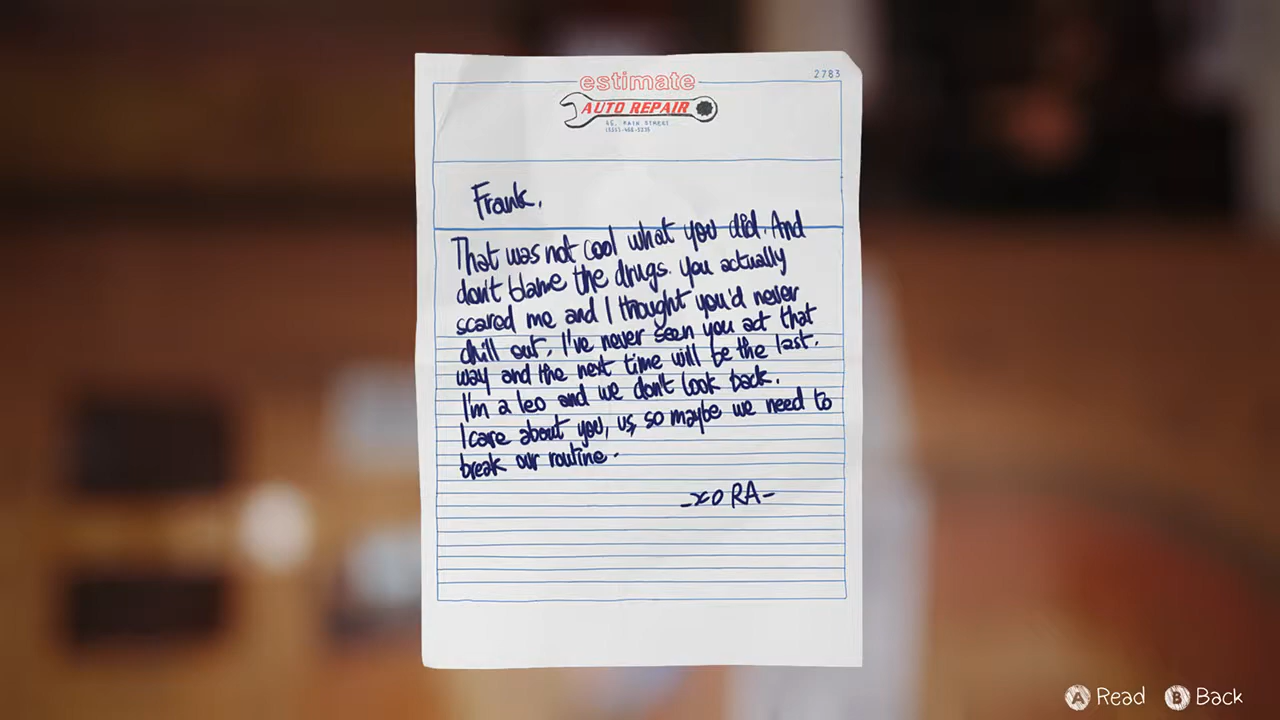 estimate
2783
AUTO REPAIR
Frank,
That was not cool what you did. And
don't blame the drugs. You actually
scared me and I thought you'd never
chill out. I've never seen you act that
way and the next time will be the last.
I'm a leo and we don't look back.
I care about you, us, so maybe we need to
break our routine.
-xo RA-
A Read B Back